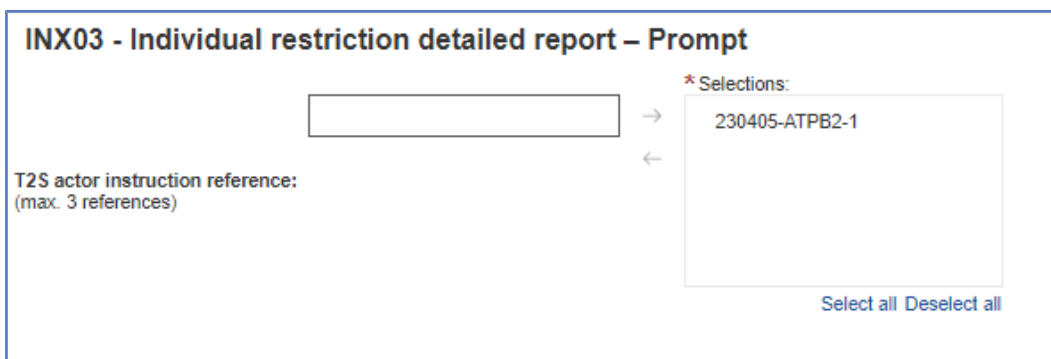 INX03 - Individual restriction detailed report – Prompt
* Selections:
→
230405-ATPB2-1
←
T2S actor instruction reference:
(max. 3 references)
Select all Deselect all